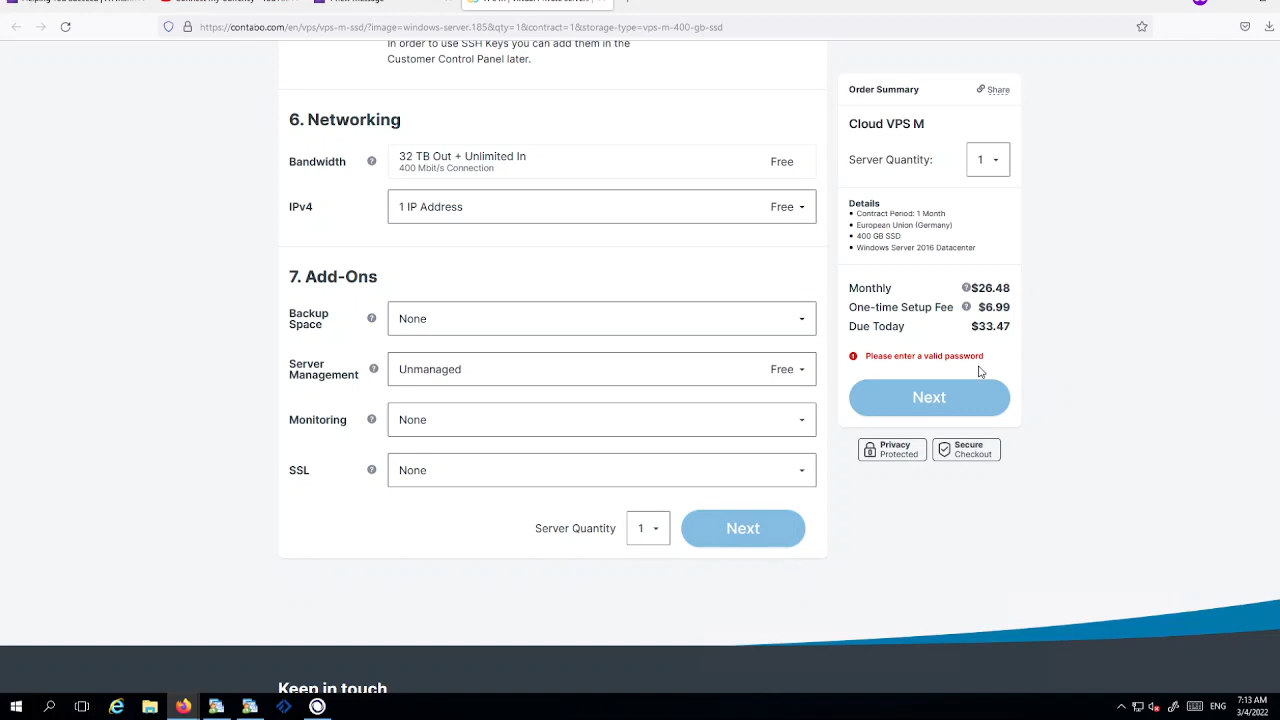 https://contabo.com/en/vps/vps-m-ssd/?image=windows-server.185&qty=1&contract=1&storage-type=vps-m-400-gb-ssd
In order to use SSH Keys you can add them in the
Customer Control Panel later.
6. Networking
Bandwidth
32 TB Out + Unlimited In
400 Mbit/s Connection
Free
IPv4
1 IP Address
Free
7. Add-Ons
Backup
Space
None
Server
Management
Unmanaged
Free
Monitoring
None
SSL
None
Server Quantity
1
Next
Order Summary
Share
Cloud VPS M
Server Quantity:
1
Details
Contract Period: 1 Month
European Union (Germany)
400 GB SSD
Windows Server 2016 Datacenter
Monthly
$26.48
One-time Setup Fee
$6.99
Due Today
$33.47
Please enter a valid password
Next
Privacy
Protected
Secure
Checkout
Keep in touch
ENG
7:13 AM
3/4/2022